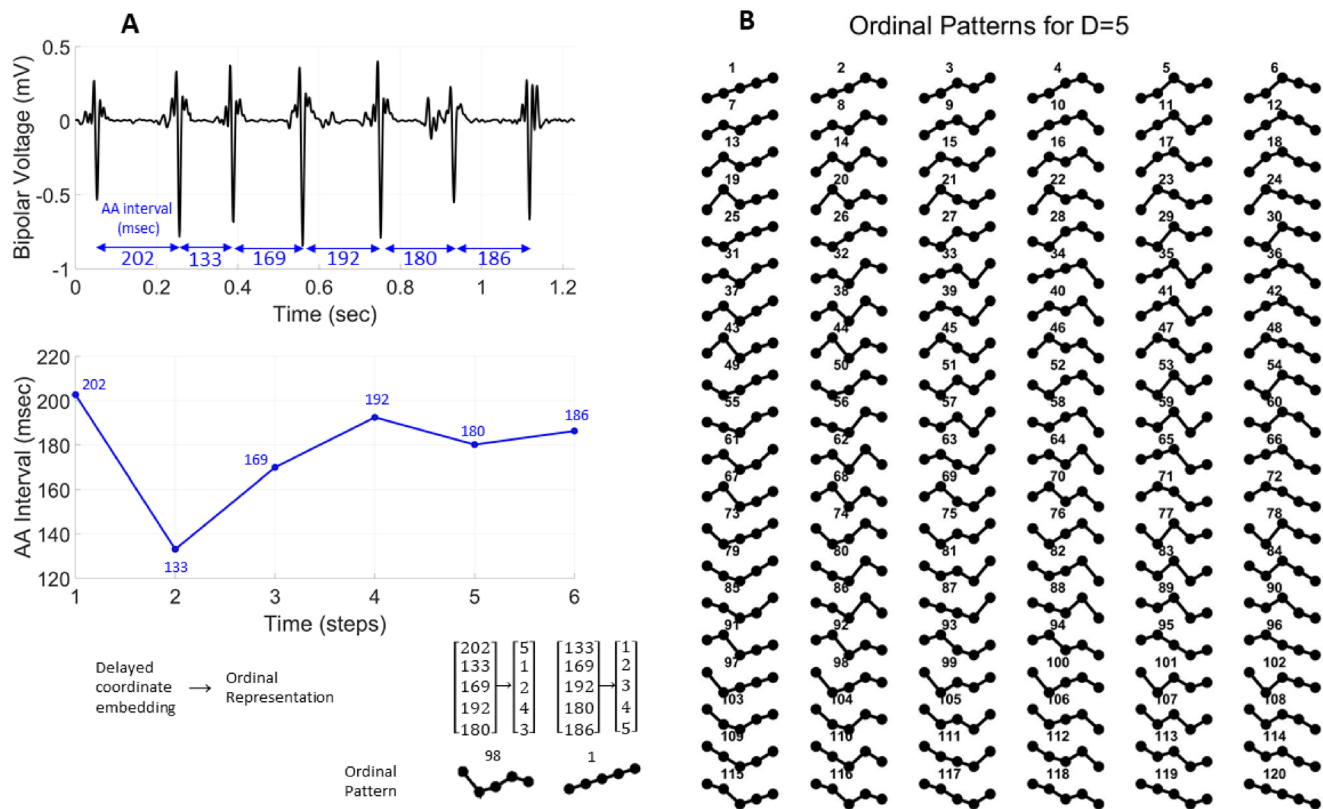 A
Bipolar Voltage (mV)
0.5
0
-0.5
-1
AA interval
(msec)
202 133 169 192 180 186
0 0.2 0.4 0.6 0.8 1 1.2
Time (sec)
AA Interval (msec)
220
200
180
160
140
120
202
133
169
192
180
186
1 2 3 4 5 6
Time (steps)
Delayed
coordinate
embedding
→
Ordinal
Representation
[202 133 169 192 180] → [5 1 2 4 3]
[133 169 192 180 186] → [1 2 3 4 5]
Ordinal
Pattern
98
1
B
Ordinal Patterns for D=5
1 2 3 4 5 6
7 8 9 10 11 12
13 14 15 16 17 18
19 20 21 22 23 24
25 26 27 28 29 30
31 32 33 34 35 36
37 38 39 40 41 42
43 44 45 46 47 48
49 50 51 52 53 54
55 56 57 58 59 60
61 62 63 64 65 66
67 68 69 70 71 72
73 74 75 76 77 78
79 80 81 82 83 84
85 86 87 88 89 90
91 92 93 94 95 96
97 98 99 100 101 102
103 104 105 106 107 108
109 110 111 112 113 114
115 116 117 118 119 120